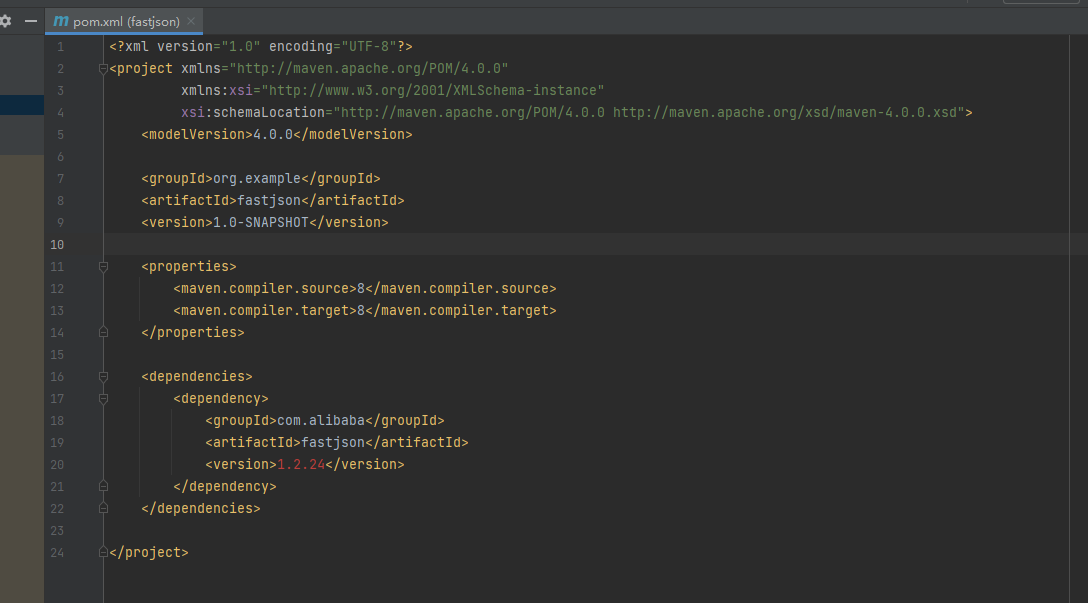 m pom.xml (fastjson) ×
1 <?xml version="1.0" encoding="UTF-8"?>
2 <project xmlns="http://maven.apache.org/POM/4.0.0"
3 xmlns:xsi="http://www.w3.org/2001/XMLSchema-instance"
4 xsi:schemaLocation="http://maven.apache.org/POM/4.0.0 http://maven.apache.org/xsd/maven-4.0.0.xsd">
5 <modelVersion>4.0.0</modelVersion>
6
7 <groupId>org.example</groupId>
8 <artifactId>fastjson</artifactId>
9 <version>1.0-SNAPSHOT</version>
10
11 <properties>
12 <maven.compiler.source>8</maven.compiler.source>
13 <maven.compiler.target>8</maven.compiler.target>
14 </properties>
15
16 <dependencies>
17 <dependency>
18 <groupId>com.alibaba</groupId>
19 <artifactId>fastjson</artifactId>
20 <version>1.2.24</version>
21 </dependency>
22 </dependencies>
23
24 </project>